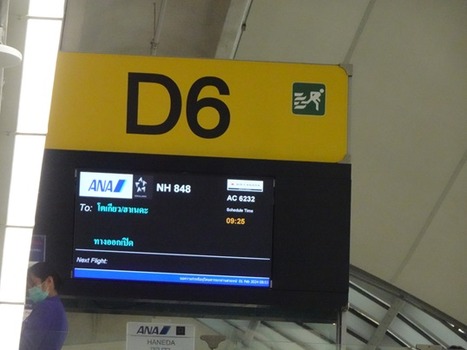 D6
ANA NH 848
AC 6232
To: โตเกียว/ฮาเนดะ
Schedule Time
09:25
ทางออกเปิด
Next Flight:
ANA
HANEDA